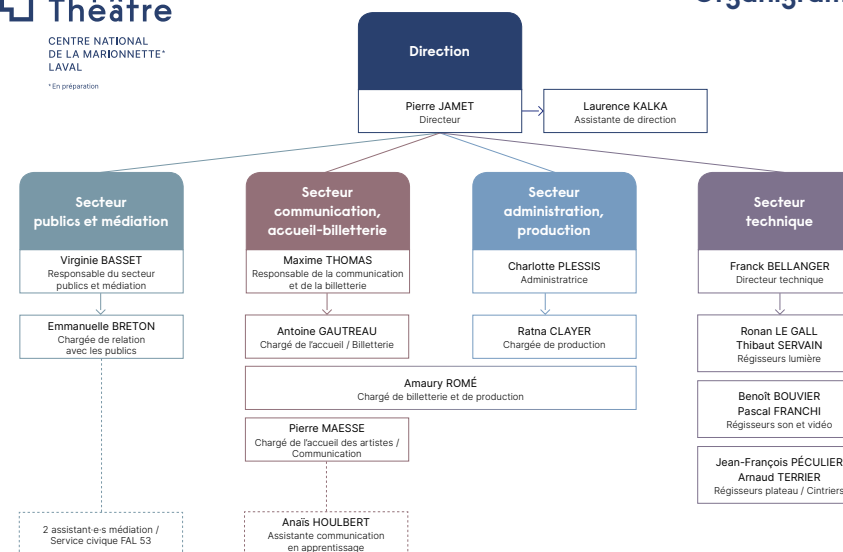 Théâtre
CENTRE NATIONAL
DE LA MARIONNETTE*
LAVAL
*En préparation
Direction
Pierre JAMET
Directeur
Laurence KALKA
Assistante de direction
Secteur
publics et médiation
Virginie BASSET
Responsable du secteur
publics et médiation
Emmanuelle BRETON
Chargée de relation
avec les publics
2 assistant·e·s médiation /
Service civique FAL 53
Secteur
communication,
accueil-billetterie
Maxime THOMAS
Responsable de la communication
et de la billetterie
Antoine GAUTREAU
Chargé de l'accueil / Billetterie
Amaury ROMÉ
Chargé de billetterie et de production
Pierre MAESSE
Chargé de l'accueil des artistes /
Communication
Anaïs HOULBERT
Assistante communication
en apprentissage
Secteur
administration,
production
Charlotte PLESSIS
Administratrice
Ratna CLAYER
Chargée de production
Secteur
technique
Franck BELLANGER
Directeur technique
Ronan LE GALL
Thibaut SERVAIN
Régisseurs lumière
Benoît BOUVIER
Pascal FRANCHI
Régisseurs son et vidéo
Jean-François PÉCULIER
Arnaud TERRIER
Régisseurs plateau / Cintriers